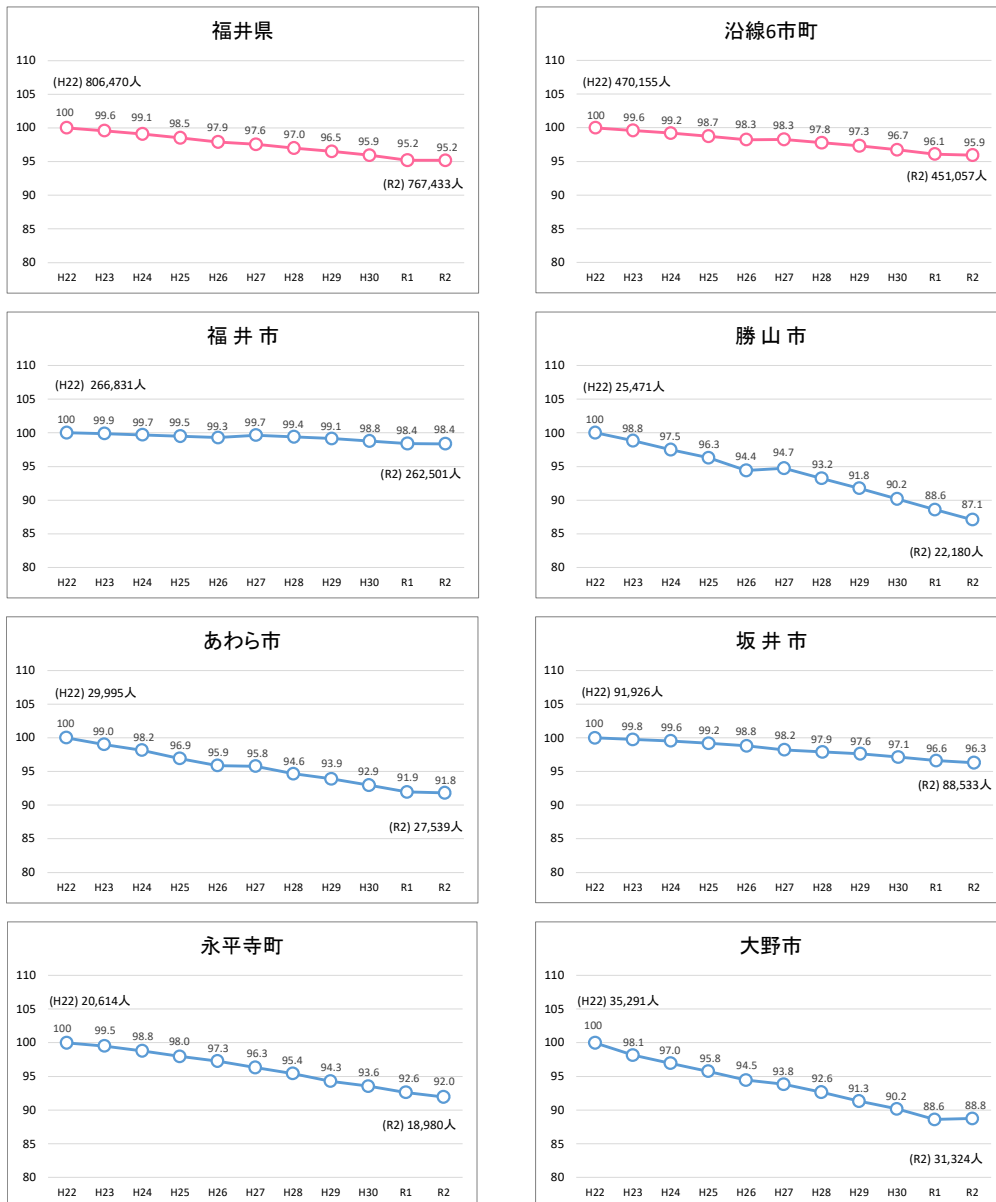 福井県
110
(H22) 806,470人
105
100 99.6 99.1 98.5 97.9 97.6 97.0 96.5 95.9 95.2 95.2
100
95
(R2) 767,433人
90
85
80
H22 H23 H24 H25 H26 H27 H28 H29 H30 R1 R2
沿線6市町
110
(H22) 470,155人
105
100 99.6 99.2 98.7 98.3 98.3 97.8 97.3 96.7 96.1 95.9
100
95
(R2) 451,057人
90
85
80
H22 H23 H24 H25 H26 H27 H28 H29 H30 R1 R2
福 井 市
110
(H22) 266,831人
105
100 99.9 99.7 99.5 99.3 99.7 99.4 99.1 98.8 98.4 98.4
100
95
(R2) 262,501人
90
85
80
H22 H23 H24 H25 H26 H27 H28 H29 H30 R1 R2
勝 山 市
110
(H22) 25,471人
105
100 98.8 97.5 96.3 94.4 94.7 93.2 91.8 90.2 88.6 87.1
100
95
90
85
(R2) 22,180人
80
H22 H23 H24 H25 H26 H27 H28 H29 H30 R1 R2
あわら市
110
(H22) 29,995人
105
100 99.0 98.2 96.9 95.9 95.8 94.6 93.9 92.9 91.9 91.8
100
95
90
(R2) 27,539人
85
80
H22 H23 H24 H25 H26 H27 H28 H29 H30 R1 R2
坂 井 市
110
(H22) 91,926人
105
100 99.8 99.6 99.2 98.8 98.2 97.9 97.6 97.1 96.6 96.3
100
95
(R2) 88,533人
90
85
80
H22 H23 H24 H25 H26 H27 H28 H29 H30 R1 R2
永平寺町
110
(H22) 20,614人
105
100 99.5 98.8 98.0 97.3 96.3 95.4 94.3 93.6 92.6 92.0
100
95
90
(R2) 18,980人
85
80
H22 H23 H24 H25 H26 H27 H28 H29 H30 R1 R2
大野市
110
(H22) 35,291人
105
100 98.1 97.0 95.8 94.5 93.8 92.6 91.3 90.2 88.6 88.8
100
95
90
85
(R2) 31,324人
80
H22 H23 H24 H25 H26 H27 H28 H29 H30 R1 R2